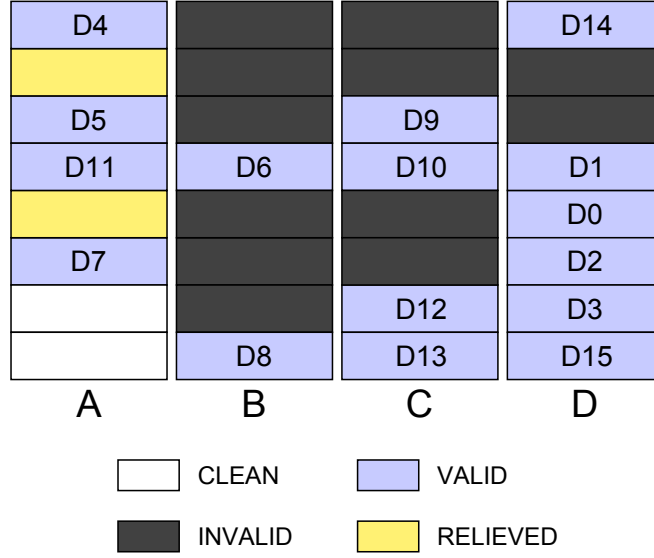 D4 D14
D5 D9
D11 D6 D10 D1
D0
D7 D2
D12 D3
D8 D13 D15
A B C D
CLEAN VALID
INVALID RELIEVED